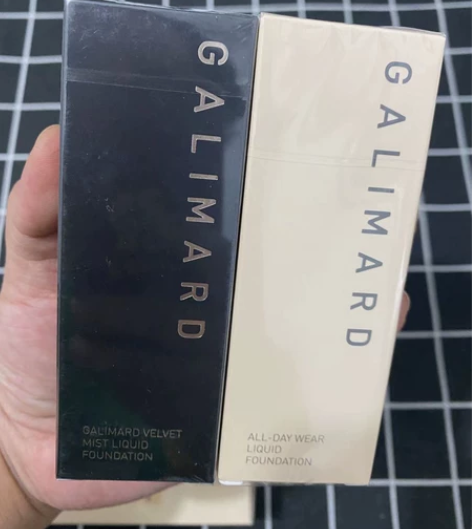 GALIMARD
GALIMARD VELVET
MIST LIQUID
FOUNDATION
GALIMARD
ALL-DAY WEAR
LIQUID
FOUNDATION